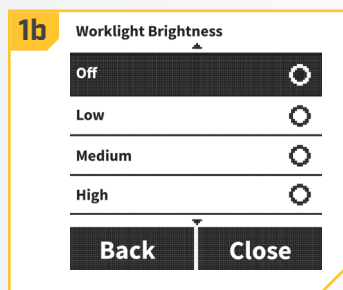 1b
Worklight Brightness
Off
Low
Medium
High
Back Close